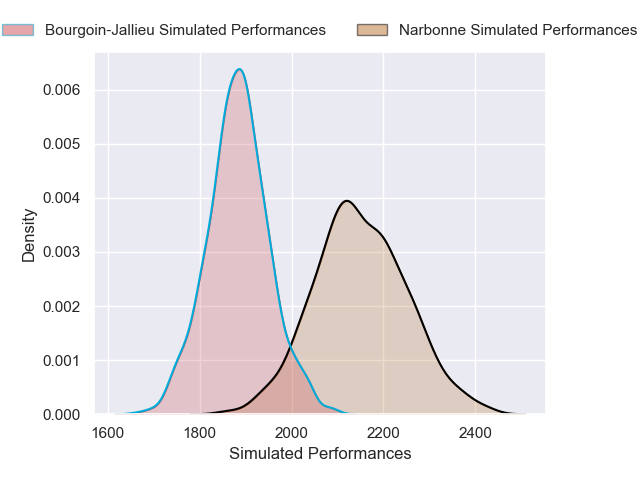 Bourgoin-Jallieu Simulated Performances Narbonne Simulated Performances
0.006
0.005
0.004
0.003
0.002
0.001
0.000
Density
1600 1800 2000 2200 2400
Simulated Performances